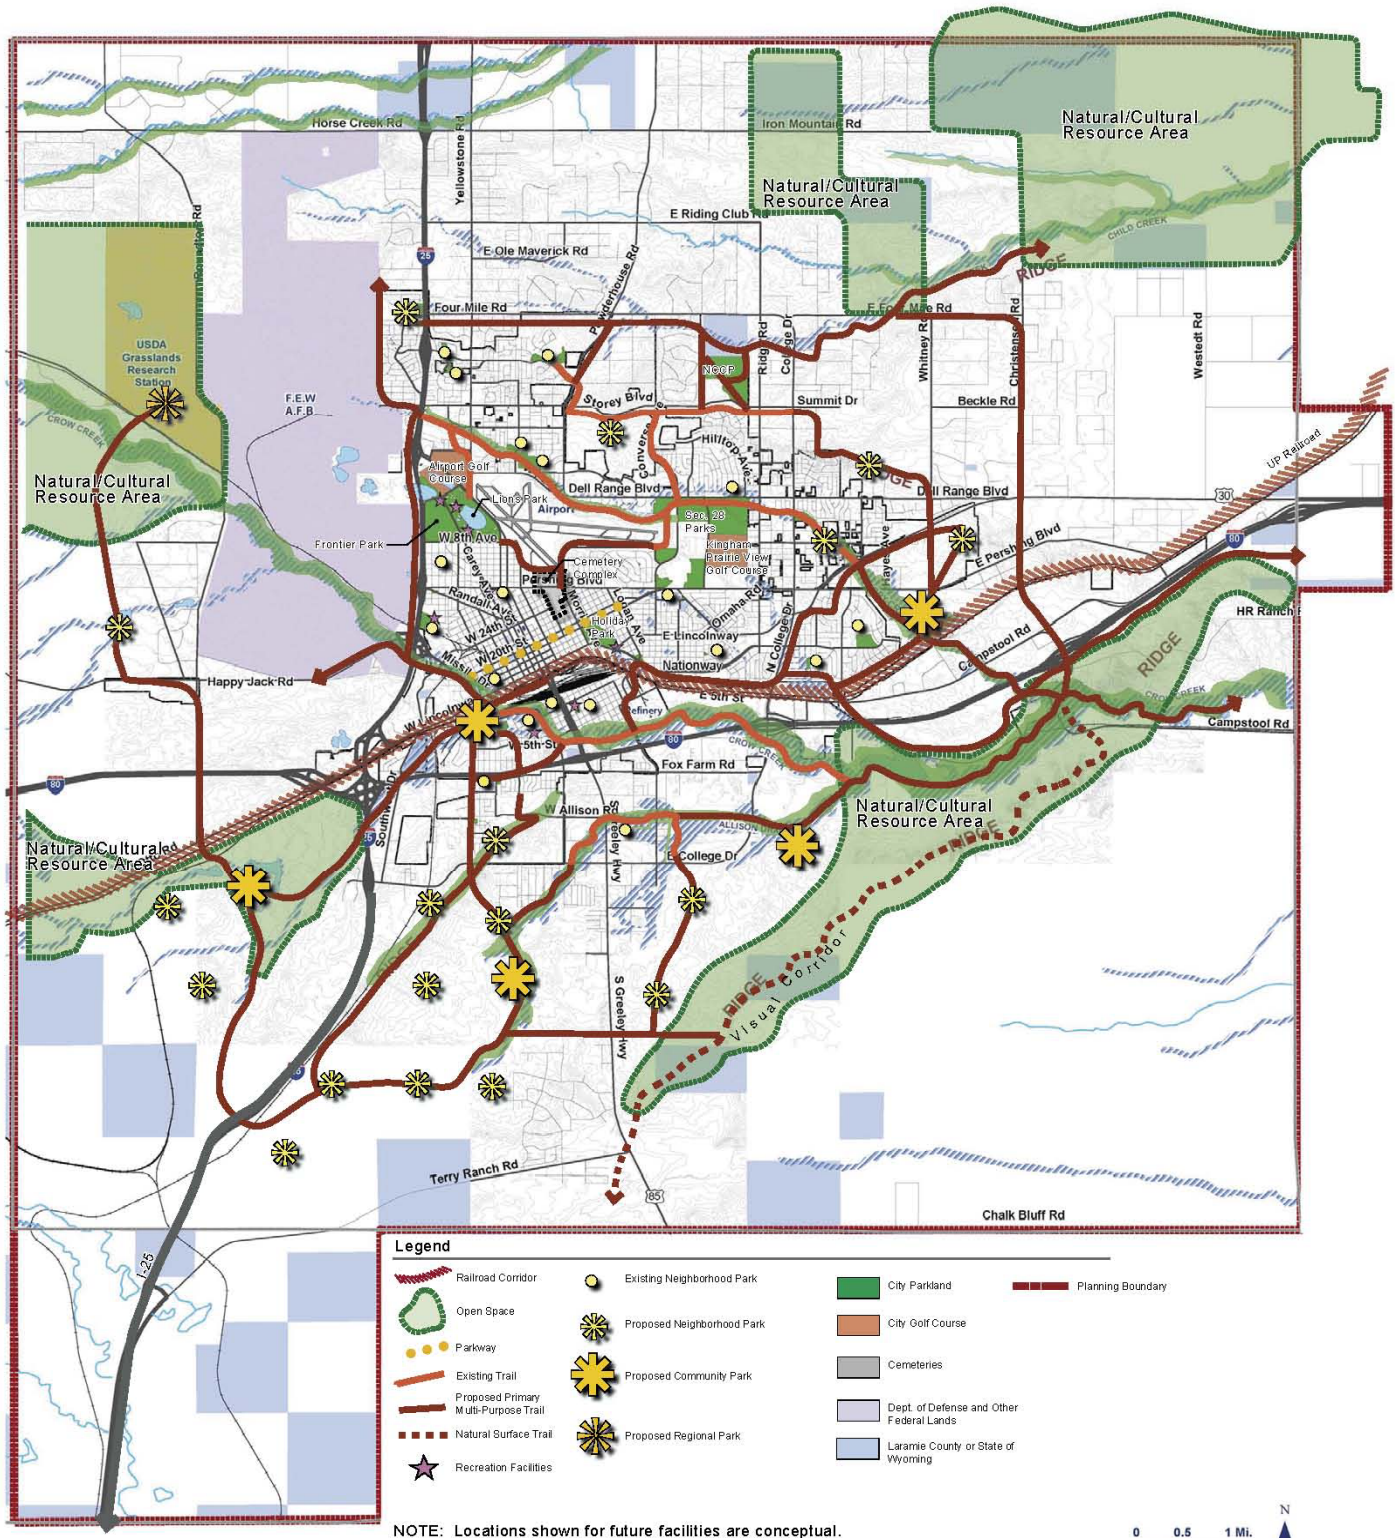 Horse Creek Rd
Iron Mountain Rd
Natural/Cultural
Resource Area
Yellowstone Rd
Natural/Cultural
Resource Area
E Riding Club Rd
CHILD CREEK
E Ole Maverick Rd
25
Powderhouse Rd
RIDGE
Four Mile Rd
E Four Mile Rd
Whitney Rd
Christensen Rd
Westedt Rd
Ridge Rd
College Dr
USDA
Grasslands
Research
Station
NCCP
F.E.W
A.F.B
Storey Blvd
Summit Dr
Beckle Rd
CROW CREEK
Converse
Hilltop Ave
UP Railroad
Airport Golf
Course
Natural/Cultural
Resource Area
Dell Range Blvd
Dell Range Blvd
30
Lions Park
Airport
Sec. 28
Parks
80
Frontier Park
W 8th Ave
Kingham
Prairie View
Golf Course
Hayes Ave
E Pershing Blvd
Cemetery
Complex
Pershing Blvd
Carey Ave
Randall Ave
Morrie Ave
Logan Ave
Omaha Rd
HR Ranch
W 24th St
Holiday
Park
W 20th St
E Lincolnway
N College Dr
Campstool Rd
RIDGE
Missile Dr
Nationway
Happy Jack Rd
E 5th St
CROW CREEK
W Lincolnway
Refinery
Campstool Rd
W 5th St
80
CROW CREEK
Fox Farm Rd
80
Southwest Dr
W Allison Rd
Natural/Cultural
Resource Area
ALLISON
RIDGE
Natural/Cultural
Resource Area
E College Dr
S Greeley Hwy
RIDGE
Visual Corridor
S Greeley Hwy
Terry Ranch Rd
85
Chalk Bluff Rd
I-25
Legend
Railroad Corridor
Open Space
Parkway
Existing Trail
Proposed Primary
Multi-Purpose Trail
Natural Surface Trail
Recreation Facilities
Existing Neighborhood Park
Proposed Neighborhood Park
Proposed Community Park
Proposed Regional Park
City Parkland
City Golf Course
Cemeteries
Dept. of Defense and Other
Federal Lands
Laramie County or State of
Wyoming
Planning Boundary
NOTE: Locations shown for future facilities are conceptual.
0 0.5 1 Mi.
N